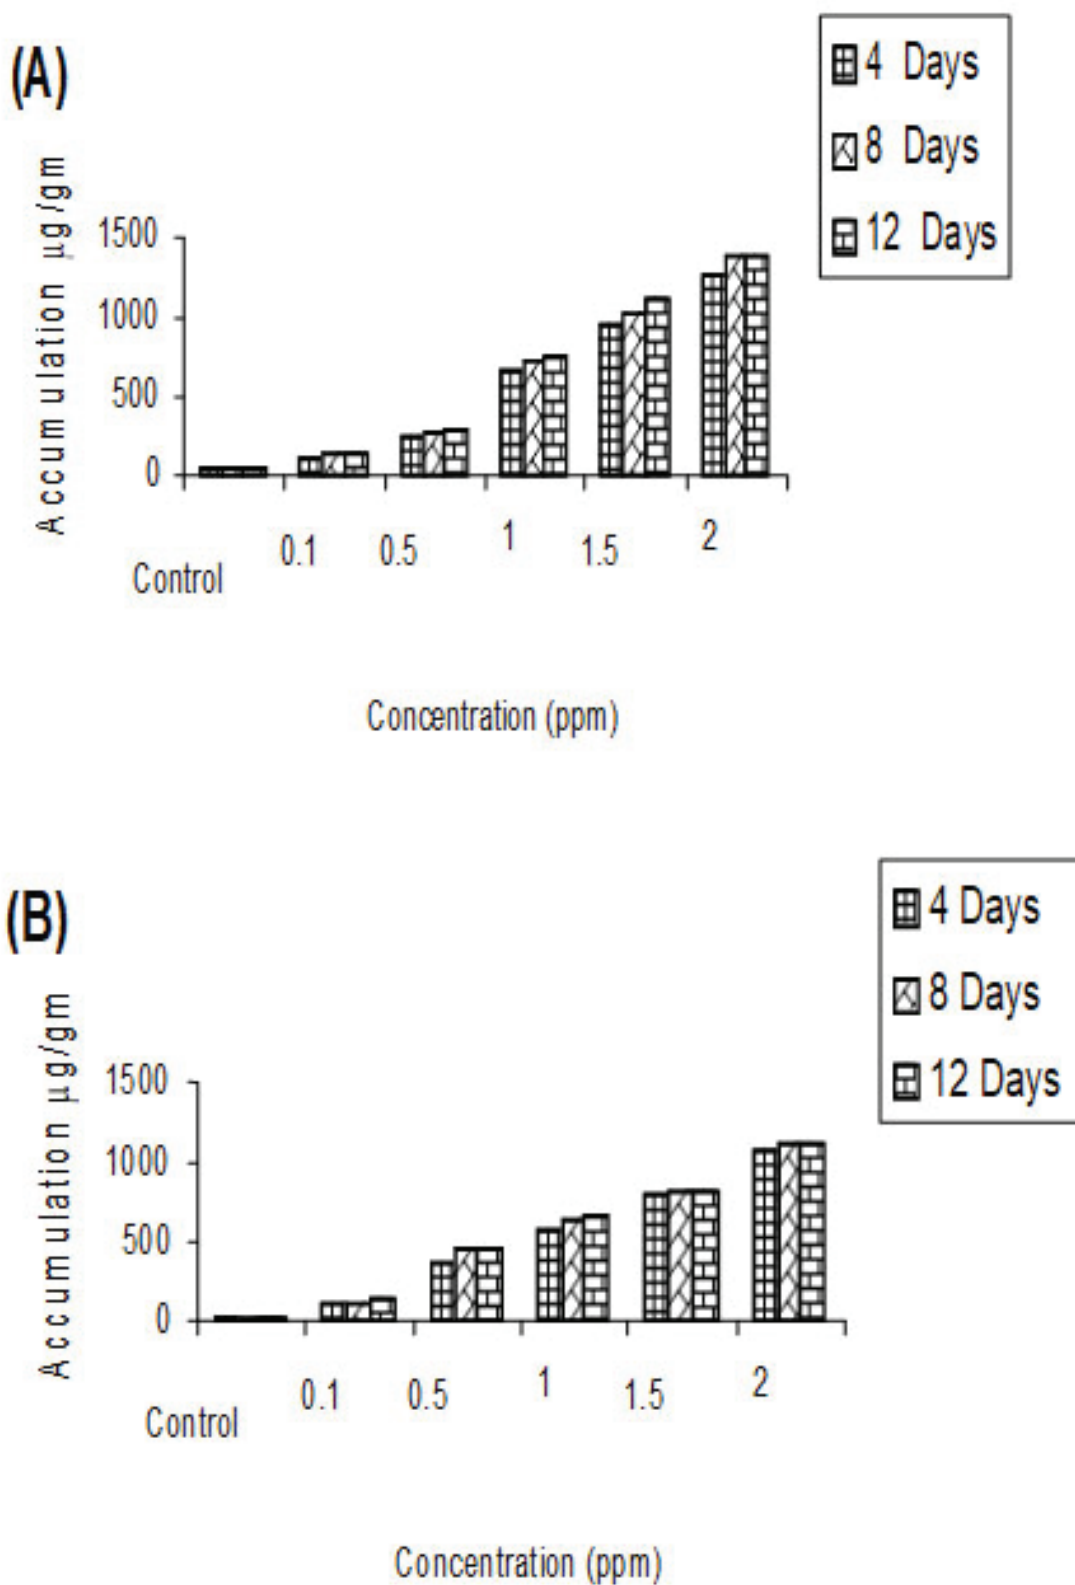 (A)
4 Days
8 Days
12 Days
Accumulation µg/gm
1500
1000
500
0
Control
0.1
0.5
1
1.5
2
Concentration (ppm)
(B)
4 Days
8 Days
12 Days
Accumulation µg/gm
1500
1000
500
0
Control
0.1
0.5
1
1.5
2
Concentration (ppm)